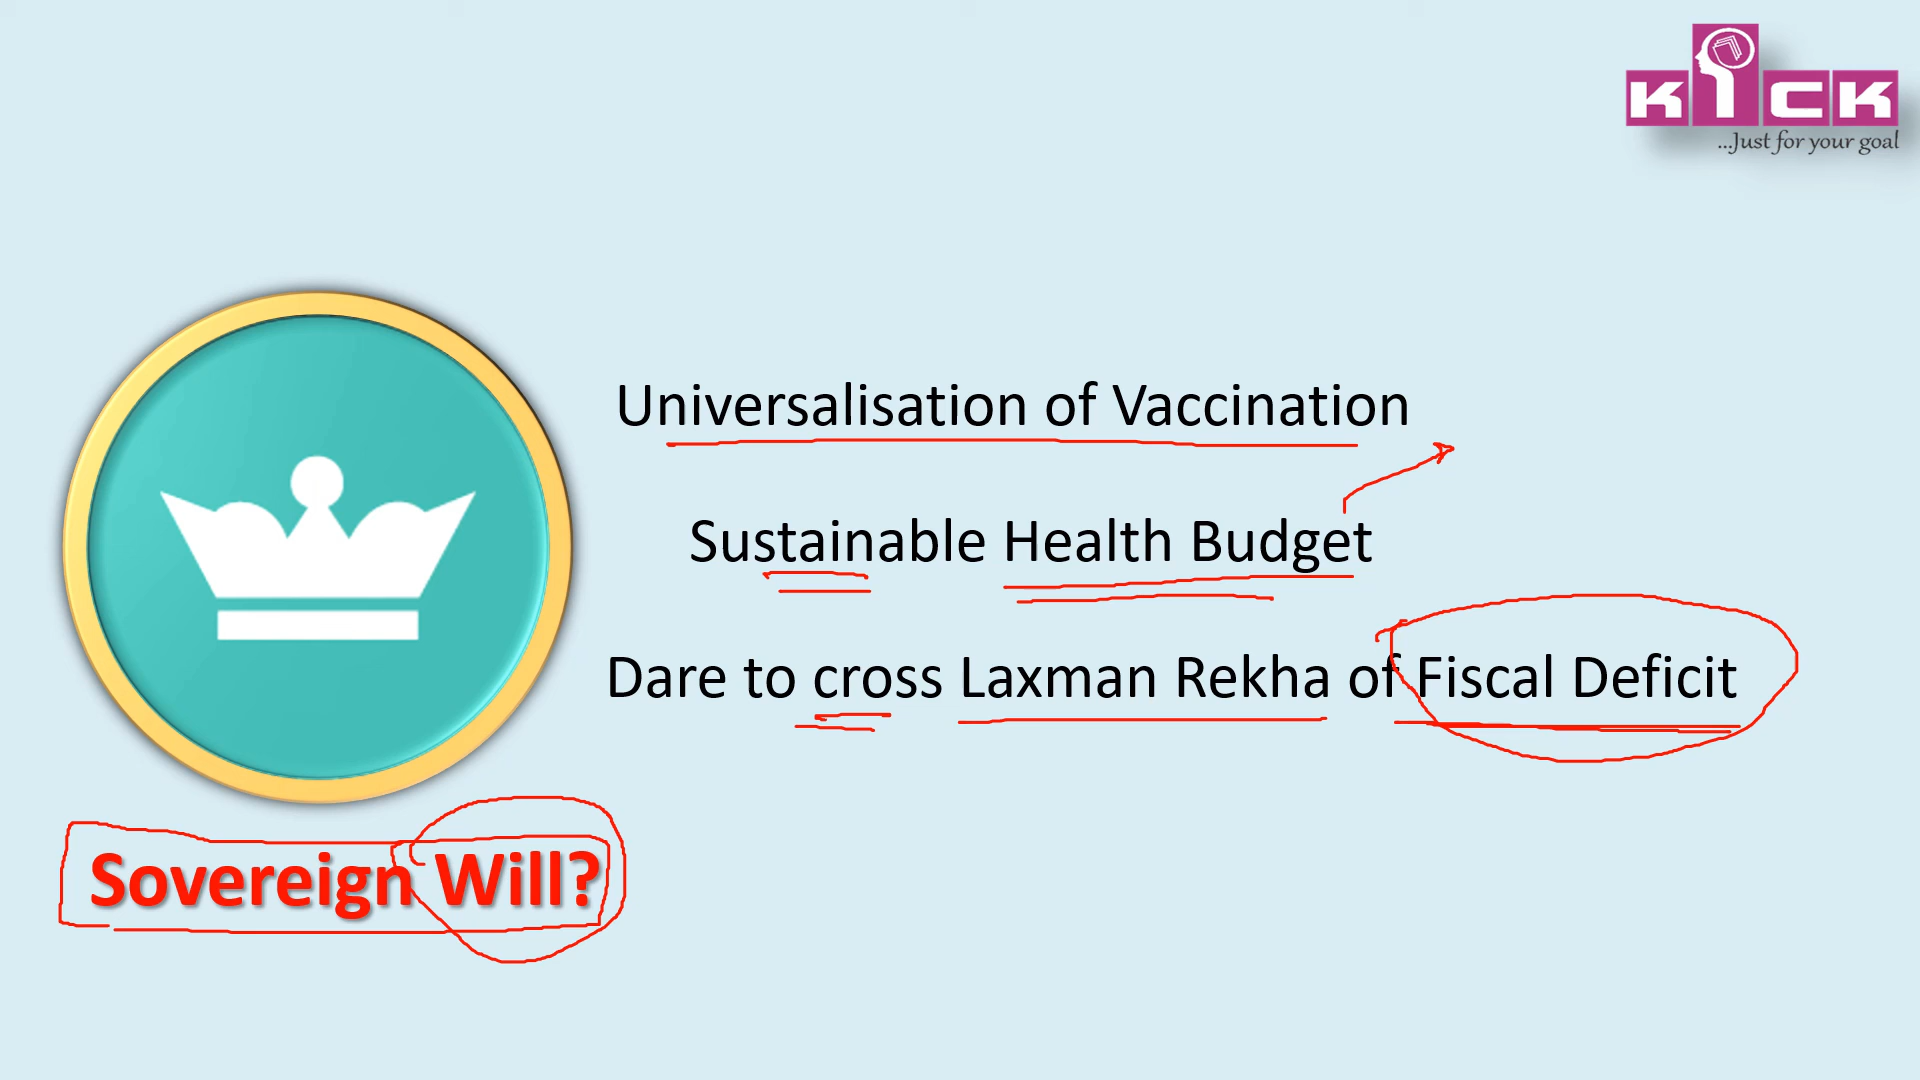 KICK
...Just for your goal
Universalisation of Vaccination
Sustainable Health Budget
Dare to cross Laxman Rekha of Fiscal Deficit
Sovereign Will?